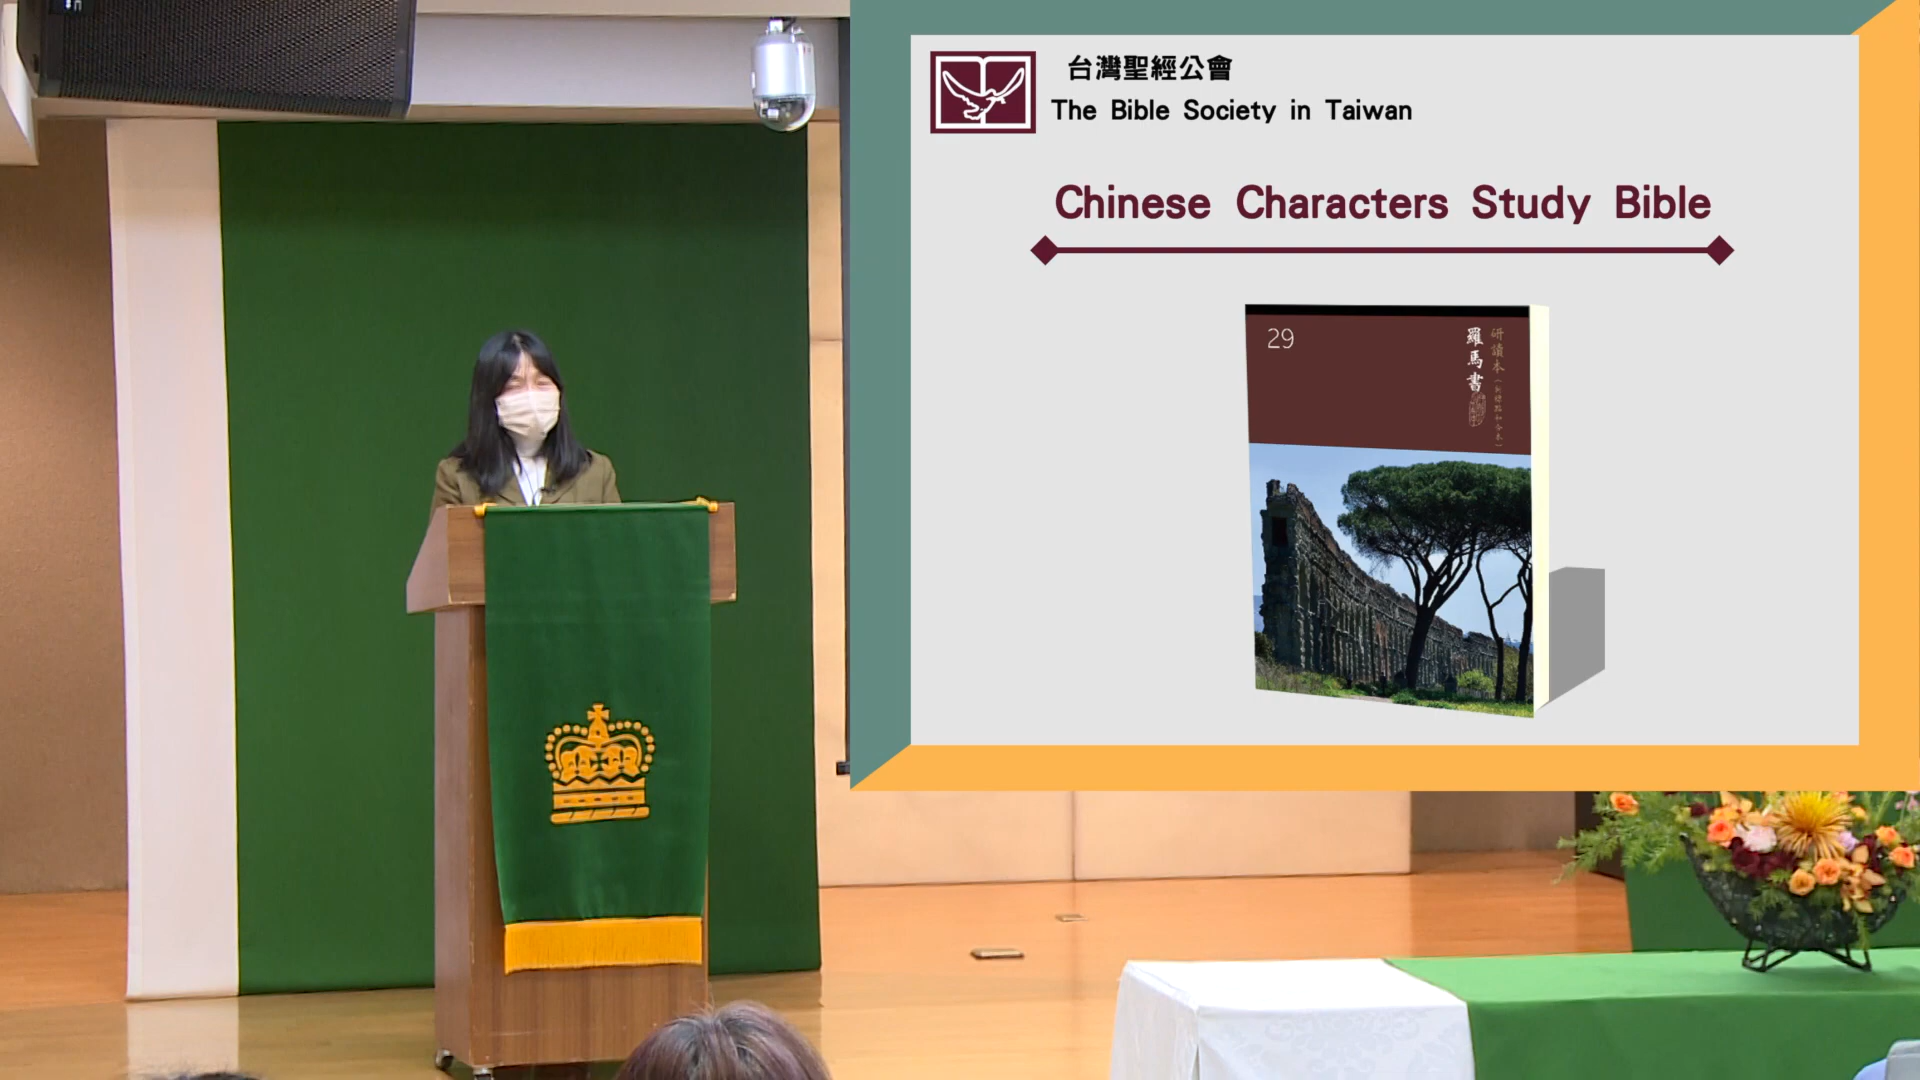 台灣聖經公會
The Bible Society in Taiwan
Chinese Characters Study Bible
29
研讀本
羅馬書